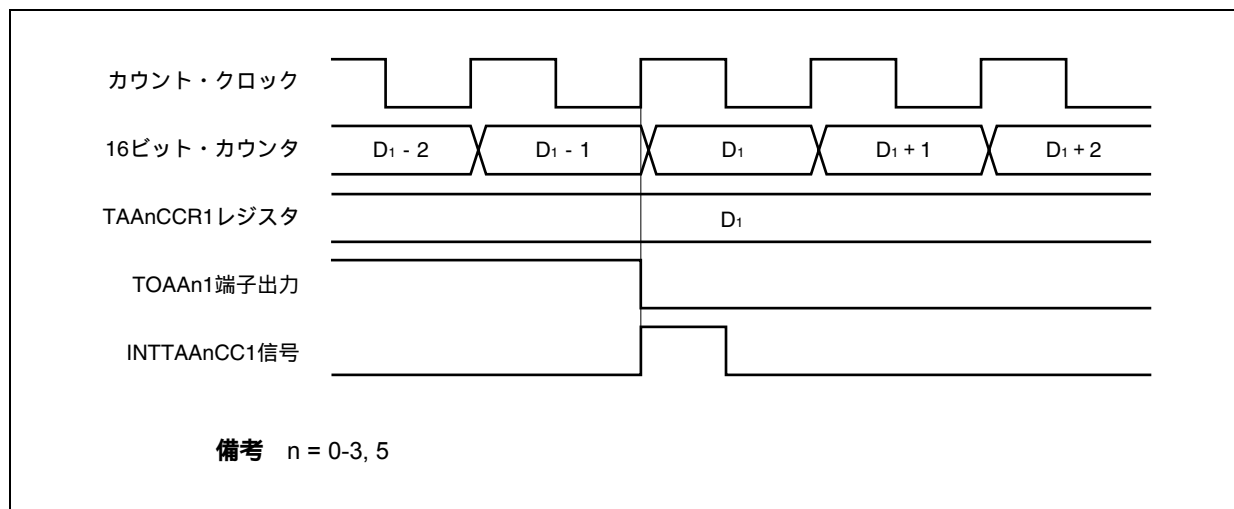 カウント・クロック
16ビット・カウンタ D₁ - 2 D₁ - 1 D₁ D₁ + 1 D₁ + 2
TAAnCCR1レジスタ D₁
TOAAn1端子出力
INTTAAnCC1信号
備考 n = 0-3, 5